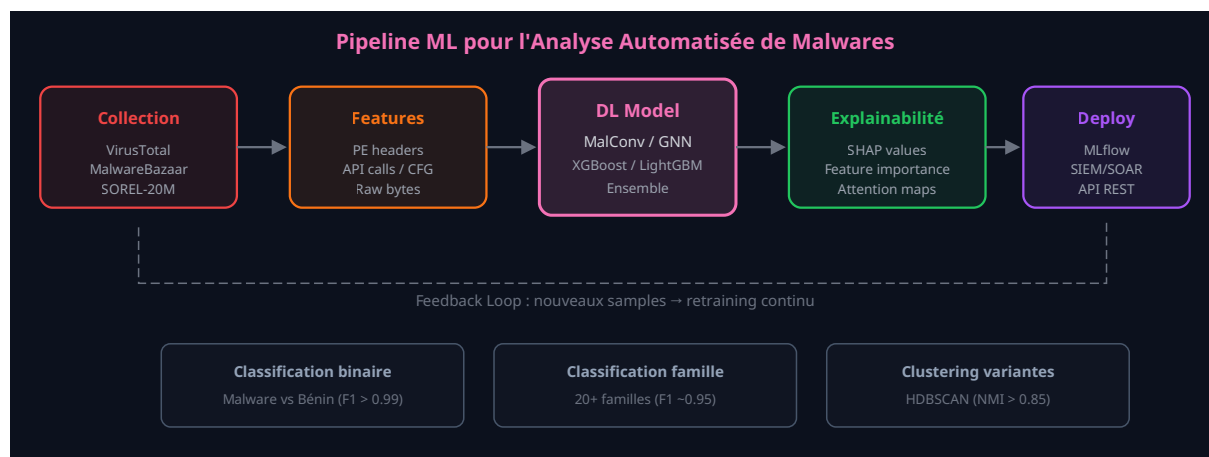 Pipeline ML pour l'Analyse Automatisée de Malwares
Collection
VirusTotal
MalwareBazaar
SOREL-20M
Features
PE headers
API calls / CFG
Raw bytes
DL Model
MalConv / GNN
XGBoost / LightGBM
Ensemble
Explainabilité
SHAP values
Feature importance
Attention maps
Deploy
MLflow
SIEM/SOAR
API REST
Feedback Loop : nouveaux samples → retraining continu
Classification binaire
Malware vs Bénin (F1 > 0.99)
Classification famille
20+ familles (F1 ~0.95)
Clustering variantes
HDBSCAN (NMI > 0.85)